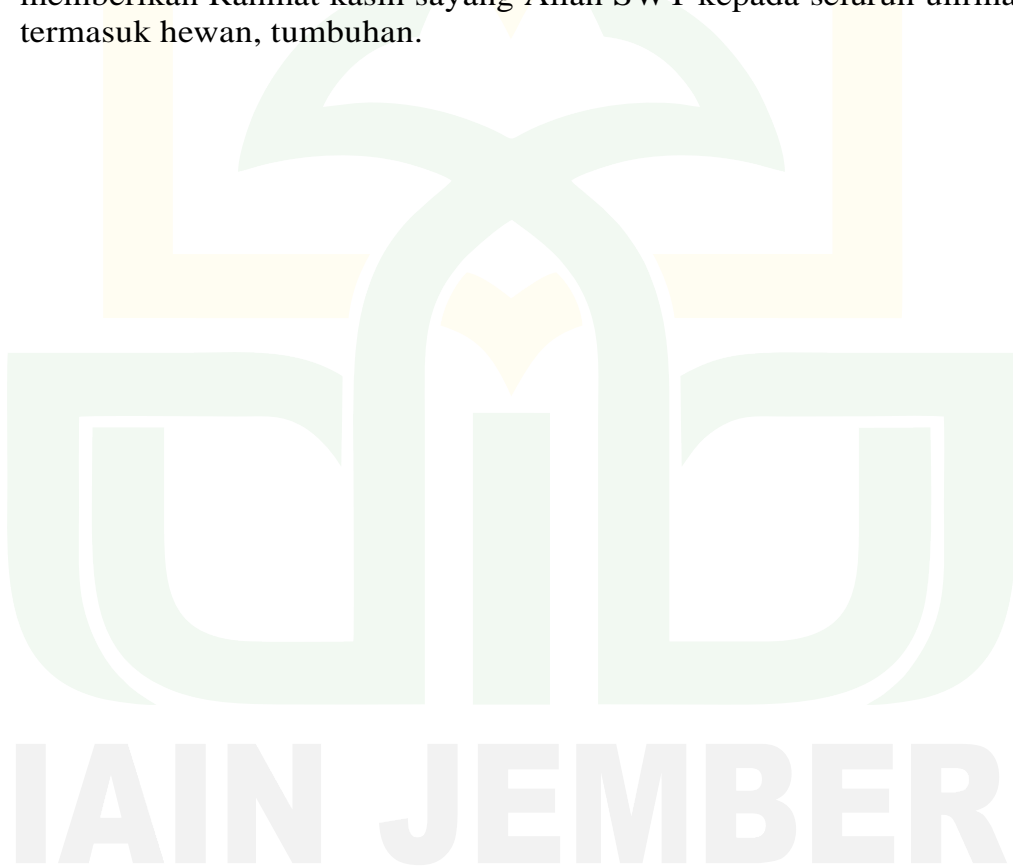 memberikan Rahmat kasih sayang Allah SWT kepada seluruh
termasuk hewan, tumbuhan.
IAIN JEMBER